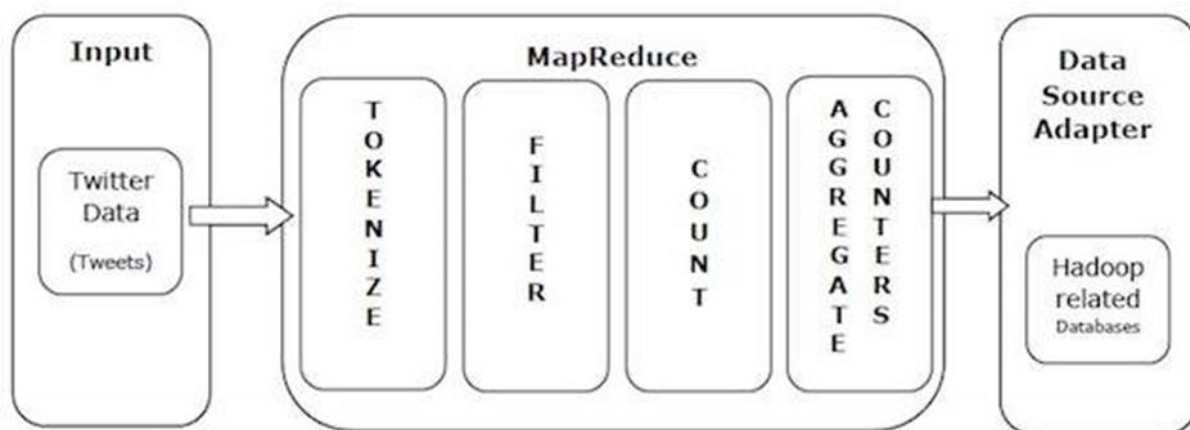 Input
Twitter
Data
(Tweets)
MapReduce
TOKENIZE
FILTER
COUNT
AGGREGATE
COUNTERS
Data
Source
Adapter
Hadoop
related
Databases